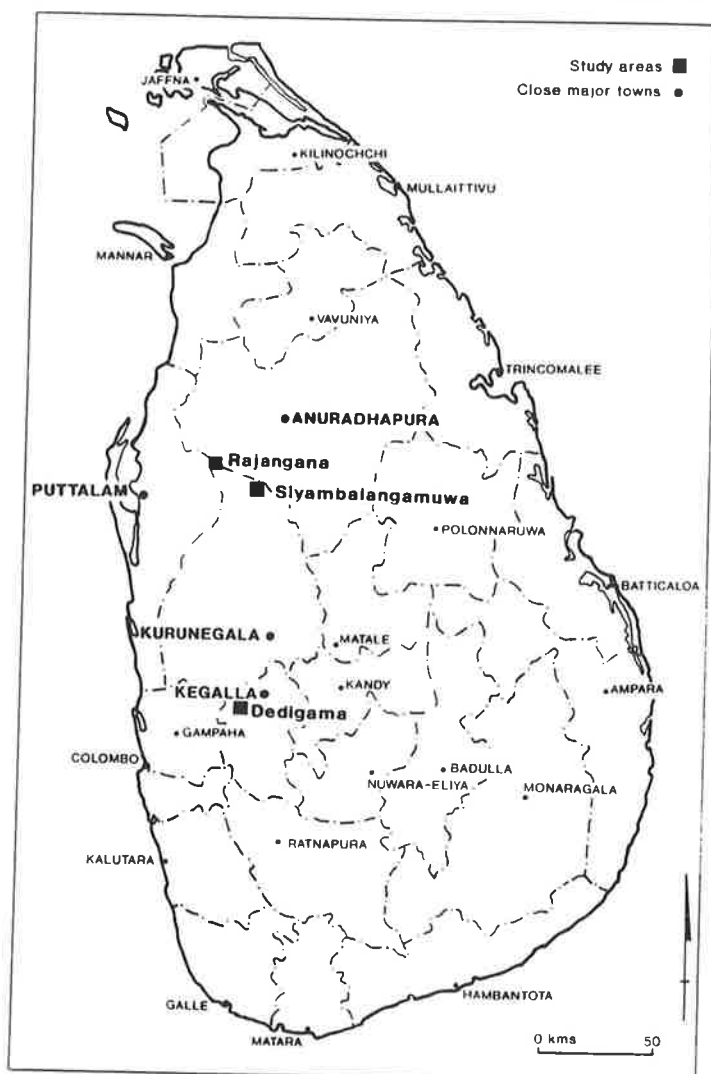 Study areas
Close major towns
JAFFNA
KILINOCHCHI
MULLAITTIVU
MANNAR
VAVUNIYA
TRINCOMALEE
ANURADHAPURA
Rajangana
Siyambalangamuwa
PUTTALAM
POLONNARUWA
BATTICALOA
KURUNEGALA
MATALE
KEGALLA
KANDY
AMPARA
Dedigama
GAMPAHA
COLOMBO
BADULLA
NUWARA-ELIYA
MONARAGALA
RATNAPURA
KALUTARA
HAMBANTOTA
GALLE
MATARA
0 kms 50